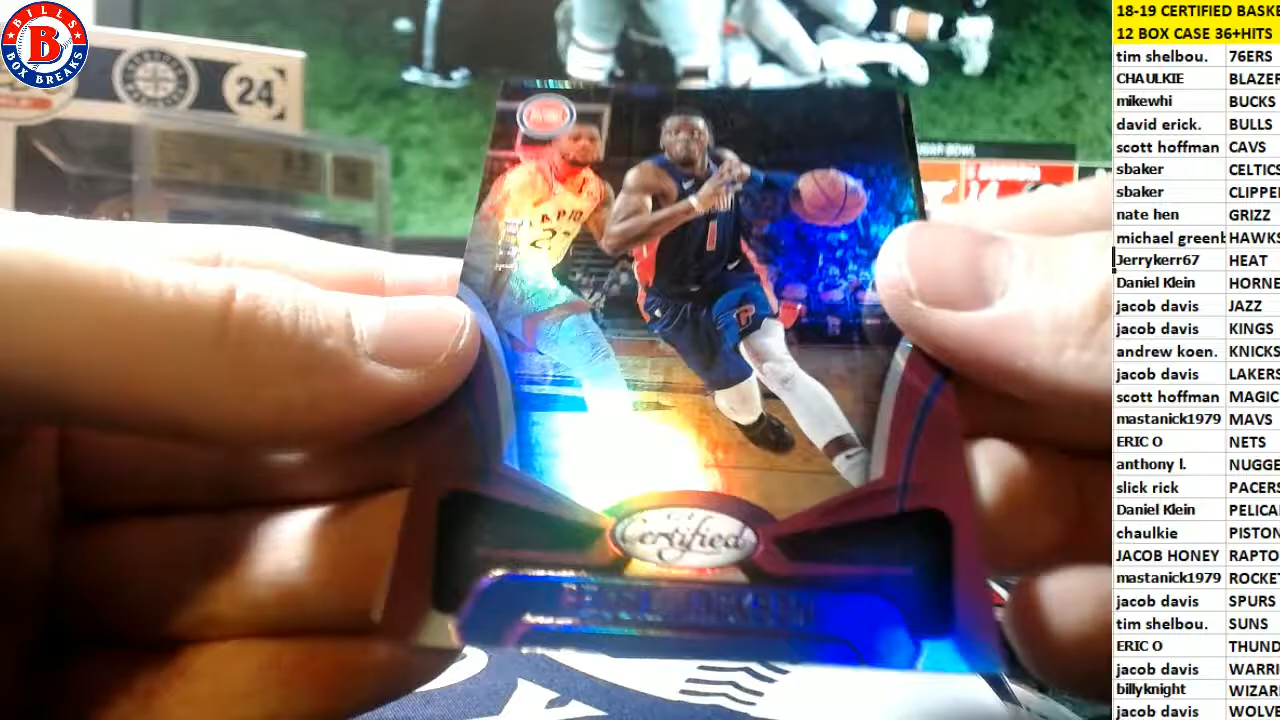 BILLS
B
BOX BREAKS
24
18-19 CERTIFIED BASKE
12 BOX CASE 36+HITS
tim shelbou. 76ERS
CHAULKIE BLAZER
mikewhi BUCKS
david erick. BULLS
scott hoffman CAVS
sbaker CELTICS
sbaker CLIPPE
nate hen GRIZZ
michael greenb HAWKS
Jerrykerr67 HEAT
Daniel Klein HORNE
jacob davis JAZZ
jacob davis KINGS
andrew koen. KNICKS
jacob davis LAKERS
scott hoffman MAGIC
mastanick1979 MAVS
ERIC O NETS
anthony l. NUGGE
slick rick PACERS
Daniel Klein PELICA
chaulkie PISTON
JACOB HONEY RAPTO
mastanick1979 ROCKET
jacob davis SPURS
tim shelbou. SUNS
ERIC O THUND
jacob davis WARRI
billyknight WIZAR
jacob davis WOLVE
Certified